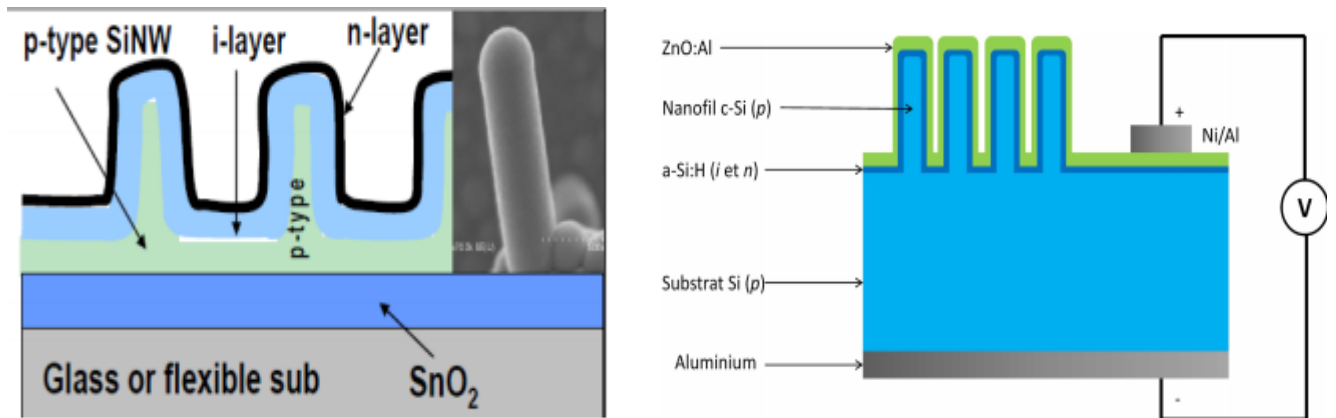 p-type SiNW
i-layer
n-layer
p-type
Glass or flexible sub
SnO₂
ZnO:Al
Nanofil c-Si (p)
a-Si:H (i et n)
Substrat Si (p)
Aluminium
+
Ni/Al
V
-